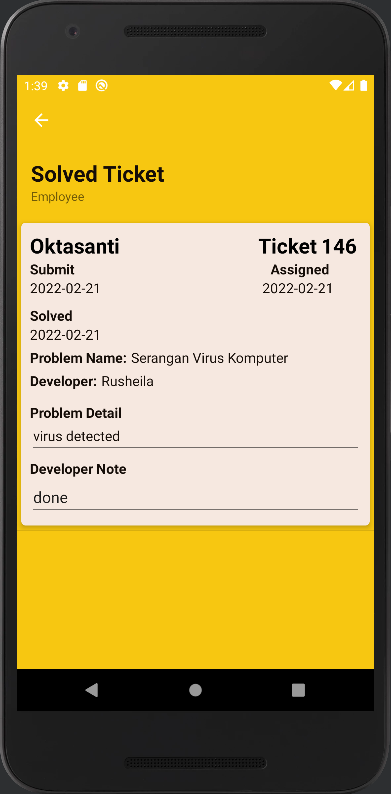 1:39
Solved Ticket
Employee
Oktasanti Ticket 146
Submit Assigned
2022-02-21 2022-02-21
Solved
2022-02-21
Problem Name: Serangan Virus Komputer
Developer: Rusheila
Problem Detail
virus detected
Developer Note
done